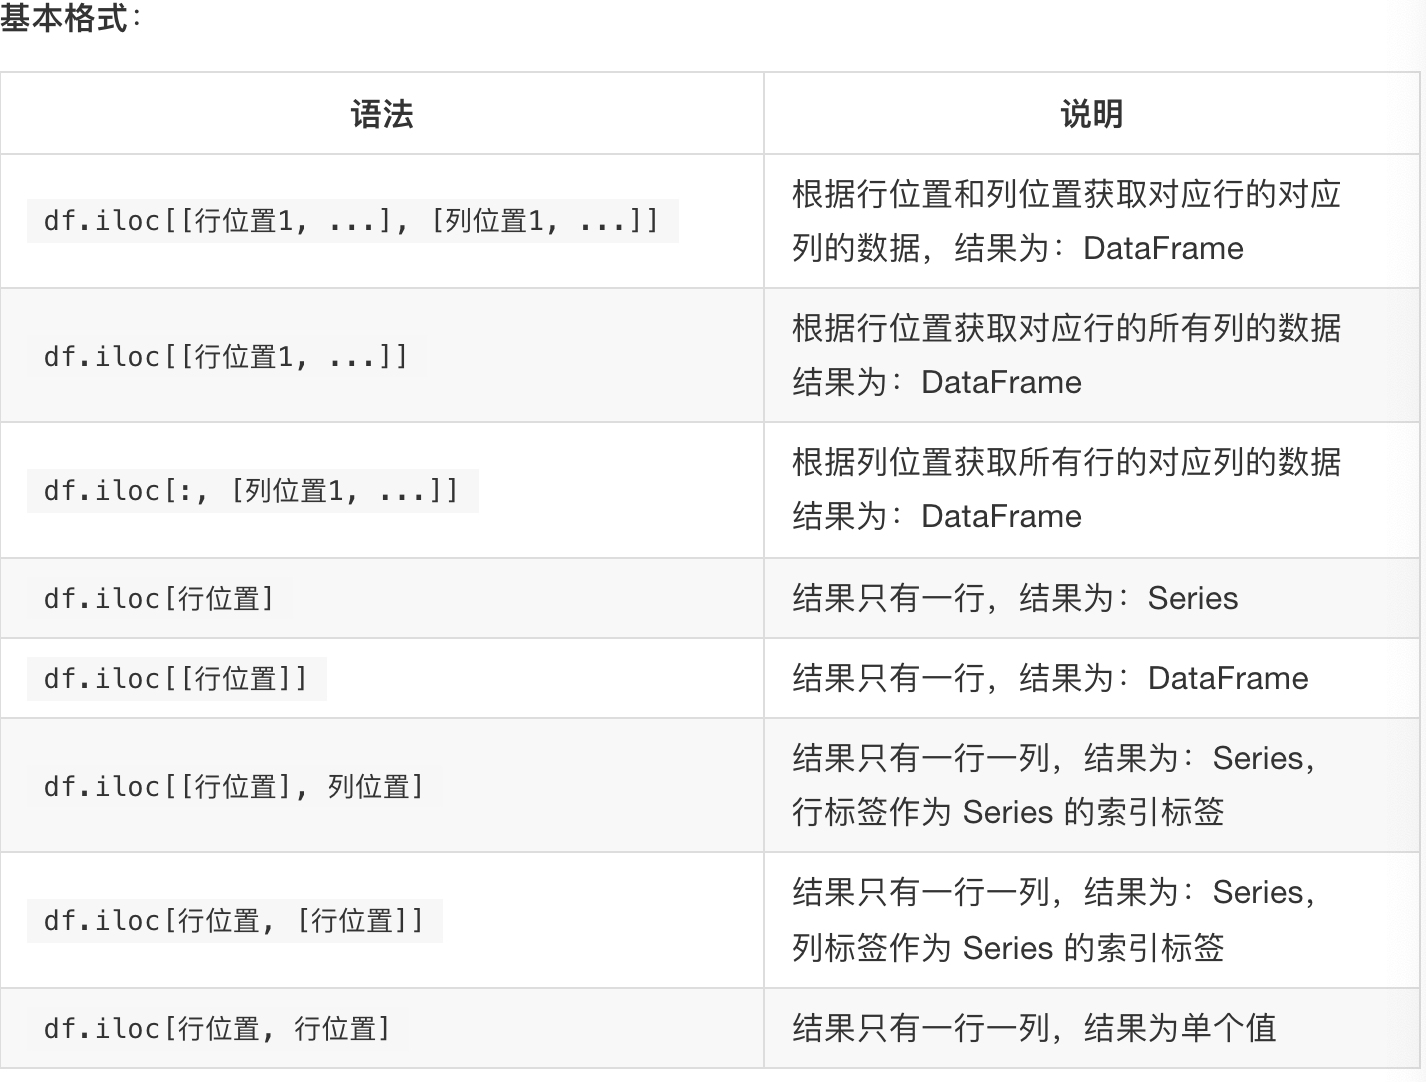 基本格式：
语法
说明
df.iloc[[行位置1, ...], [列位置1, ...]]
根据行位置和列位置获取对应行的对应
列的数据，结果为：DataFrame
df.iloc[[行位置1, ...]]
根据行位置获取对应行的所有列的数据
结果为：DataFrame
df.iloc[:, [列位置1, ...]]
根据列位置获取所有行的对应列的数据
结果为：DataFrame
df.iloc[行位置]
结果只有一行，结果为：Series
df.iloc[[行位置]]
结果只有一行，结果为：DataFrame
df.iloc[[行位置], 列位置]
结果只有一行一列，结果为：Series，
行标签作为 Series 的索引标签
df.iloc[行位置, [行位置]]
结果只有一行一列，结果为：Series，
列标签作为 Series 的索引标签
df.iloc[行位置, 行位置]
结果只有一行一列，结果为单个值